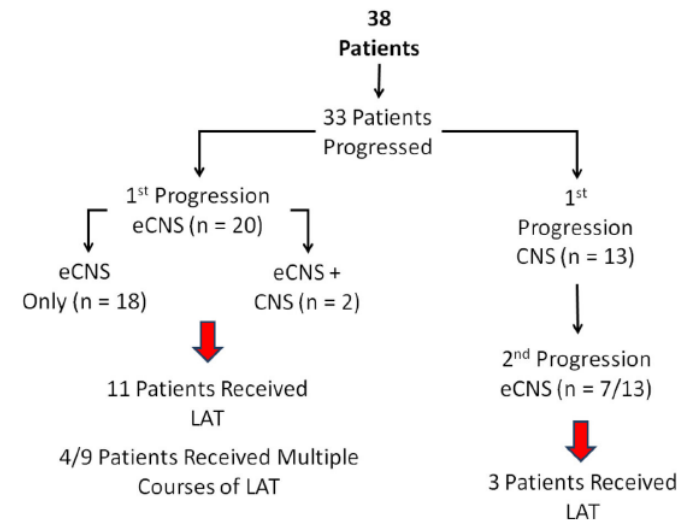 38
Patients
33 Patients
Progressed
1st Progression
eCNS (n = 20)
eCNS
Only (n = 18)
eCNS +
CNS (n = 2)
11 Patients Received
LAT
4/9 Patients Received Multiple
Courses of LAT
1st
Progression
CNS (n = 13)
2nd Progression
eCNS (n = 7/13)
3 Patients Received
LAT